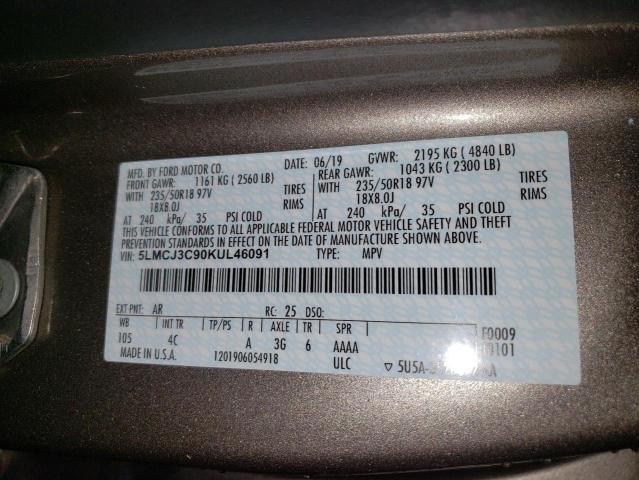 MFD. BY FORD MOTOR CO.
DATE: 06/19 GVWR: 2195 KG ( 4840 LB)
FRONT GAWR: 1161 KG ( 2560 LB) REAR GAWR: 1043 KG ( 2300 LB)
WITH 235/50R18 97V TIRES WITH 235/50R18 97V TIRES
18X8.0J RIMS 18X8.0J RIMS
AT 240 kPa/ 35 PSI COLD AT 240 kPa/ 35 PSI COLD
THIS VEHICLE CONFORMS TO ALL APPLICABLE FEDERAL MOTOR VEHICLE SAFETY AND THEFT
PREVENTION STANDARDS IN EFFECT ON THE DATE OF MANUFACTURE SHOWN ABOVE.
VIN: 5LMCJ3C90KUL46091 TYPE: MPV
EXT PNT: AR RC: 25 DSO:
WB INT TR TP/PS R AXLE TR SPR F0009
105 4C A 3G 6 AAAA
MADE IN U.S.A. 1201906054918 ULC